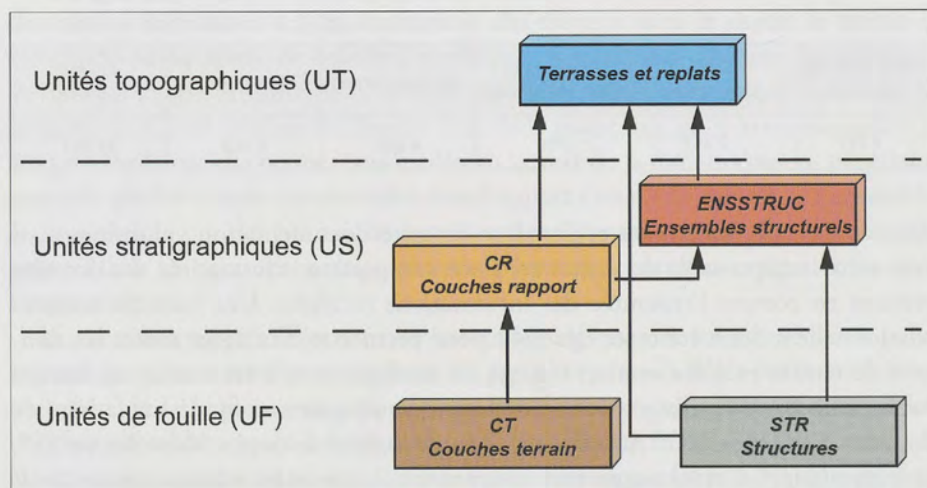 Unités topographiques (UT)
Terrasses et replats
Unités stratigraphiques (US)
ENSSTRUC
Ensembles structurels
CR
Couches rapport
Unités de fouille (UF)
CT
Couches terrain
STR
Structures